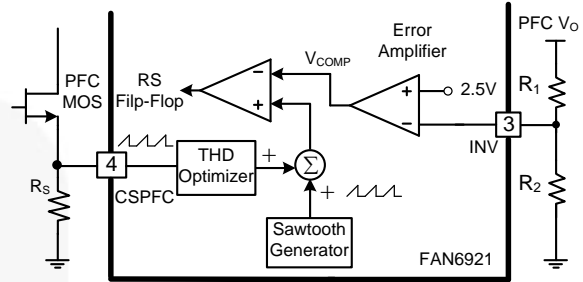 PFC VO
Error
Amplifier
VCOMP
PFC
MOS
RS
Filp-Flop
−
+
+
−
2.5V
R1
3
INV
4
CSPFC
THD
Optimizer
+
Σ
+
RS
R2
Sawtooth
Generator
FAN6921